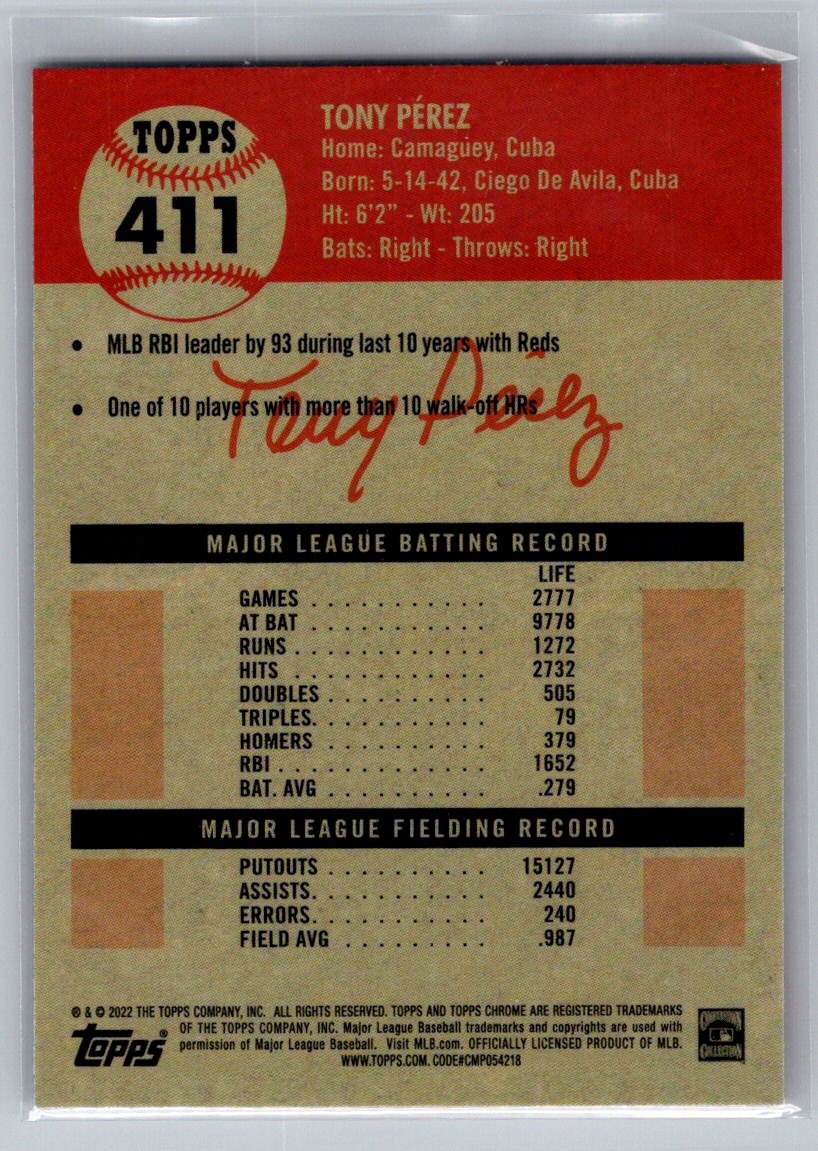 TOPPS
411
TONY PÉREZ
Home: Camagüey, Cuba
Born: 5-14-42, Ciego De Avila, Cuba
Ht: 6'2" - Wt: 205
Bats: Right - Throws: Right
• MLB RBI leader by 93 during last 10 years with Reds
• One of 10 players with more than 10 walk-off HRs
Tony Pérez
MAJOR LEAGUE BATTING RECORD
LIFE
GAMES . . . . . . . . . . . 2777
AT BAT . . . . . . . . . . . 9778
RUNS . . . . . . . . . . . . 1272
HITS . . . . . . . . . . . . 2732
DOUBLES . . . . . . . . . . 505
TRIPLES. . . . . . . . . . . 79
HOMERS . . . . . . . . . . 379
RBI . . . . . . . . . . . . . 1652
BAT. AVG . . . . . . . . . . .279
MAJOR LEAGUE FIELDING RECORD
PUTOUTS . . . . . . . . . . 15127
ASSISTS. . . . . . . . . . . 2440
ERRORS. . . . . . . . . . . 240
FIELD AVG . . . . . . . . . .987
® & © 2022 THE TOPPS COMPANY, INC. ALL RIGHTS RESERVED. TOPPS AND TOPPS CHROME ARE REGISTERED TRADEMARKS
OF THE TOPPS COMPANY, INC. Major League Baseball trademarks and copyrights are used with
permission of Major League Baseball. Visit MLB.com. OFFICIALLY LICENSED PRODUCT OF MLB.
WWW.TOPPS.COM. CODE#CMP054218
Topps®
COOPERSTOWN
COLLECTION